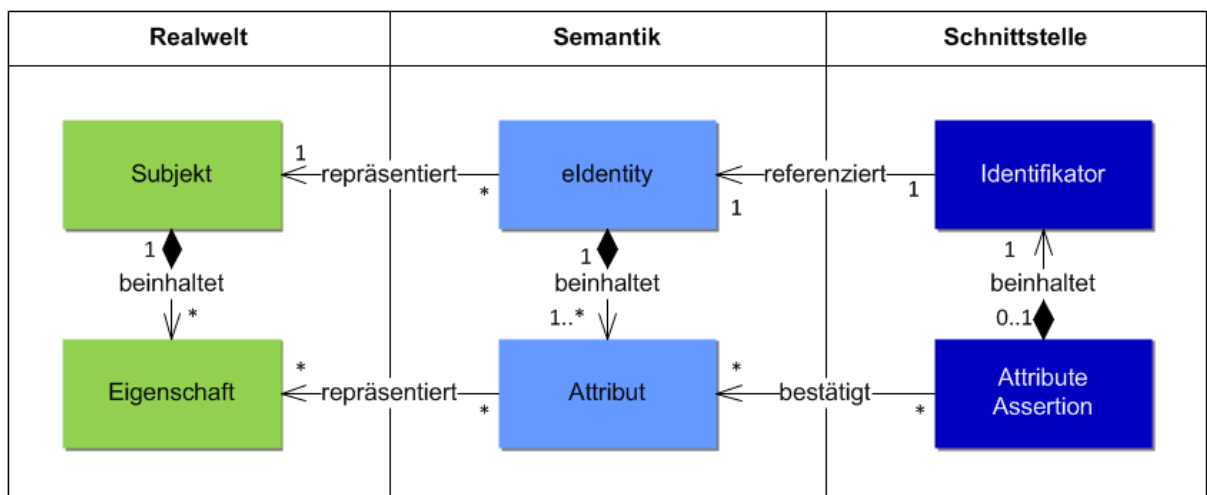 Realwelt
Semantik
Schnittstelle
Subjekt
1
repräsentiert
*
eIdentity
referenziert
1
1
Identifikator
1
beinhaltet
*
1
beinhaltet
1..*
1
beinhaltet
0..1
Eigenschaft
*
repräsentiert
*
Attribut
*
bestätigt
*
Attribute
Assertion